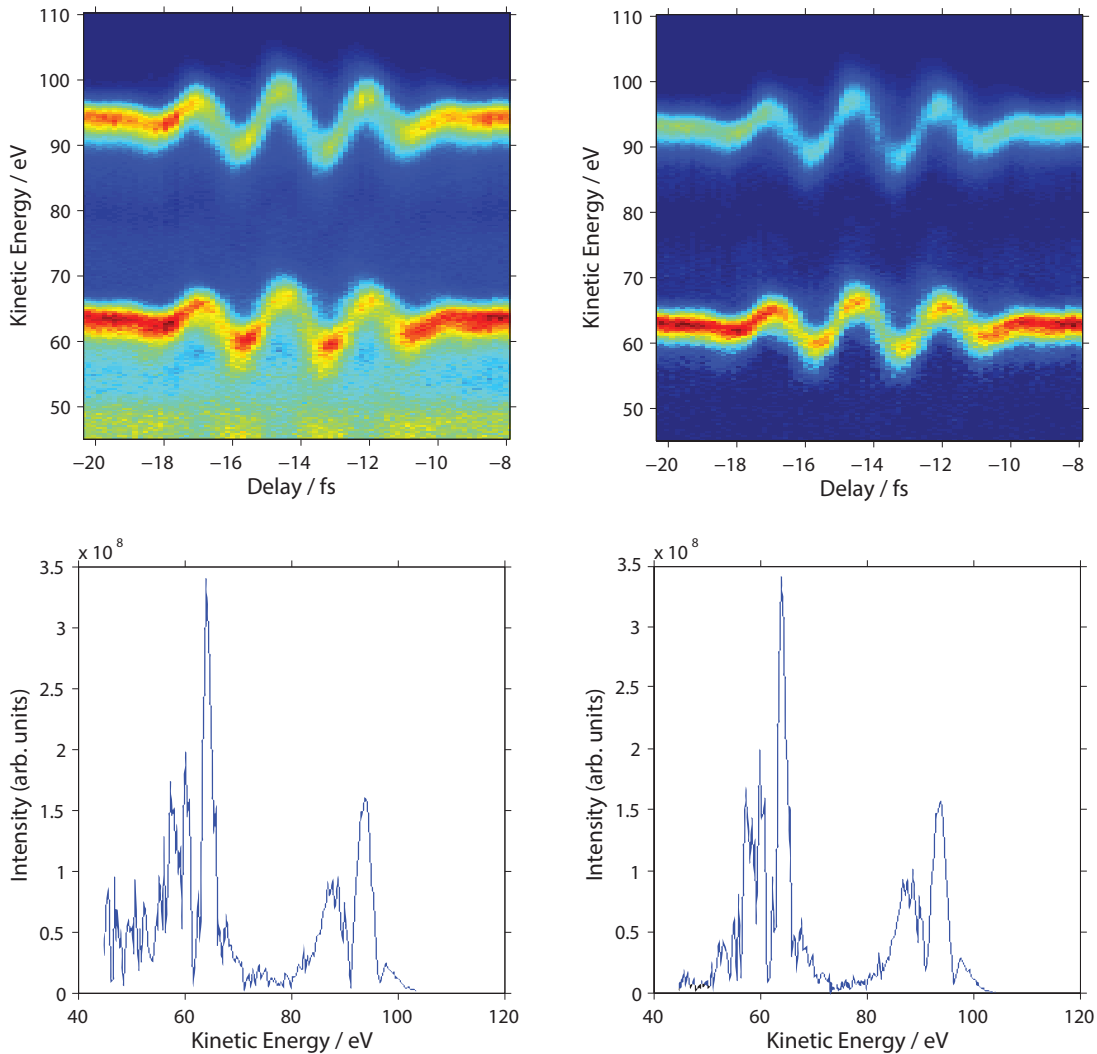 110
100
90
80
70
60
50
Kinetic Energy / eV
−20 −18 −16 −14 −12 −10 −8
Delay / fs
110
100
90
80
70
60
50
Kinetic Energy / eV
−20 −18 −16 −14 −12 −10 −8
Delay / fs
x 10⁸
3.5
3
2.5
2
1.5
1
0.5
0
Intensity (arb. units)
40 60 80 100 120
Kinetic Energy / eV
x 10⁸
3.5
3
2.5
2
1.5
1
0.5
0
Intensity (arb. units)
40 60 80 100 120
Kinetic Energy / eV